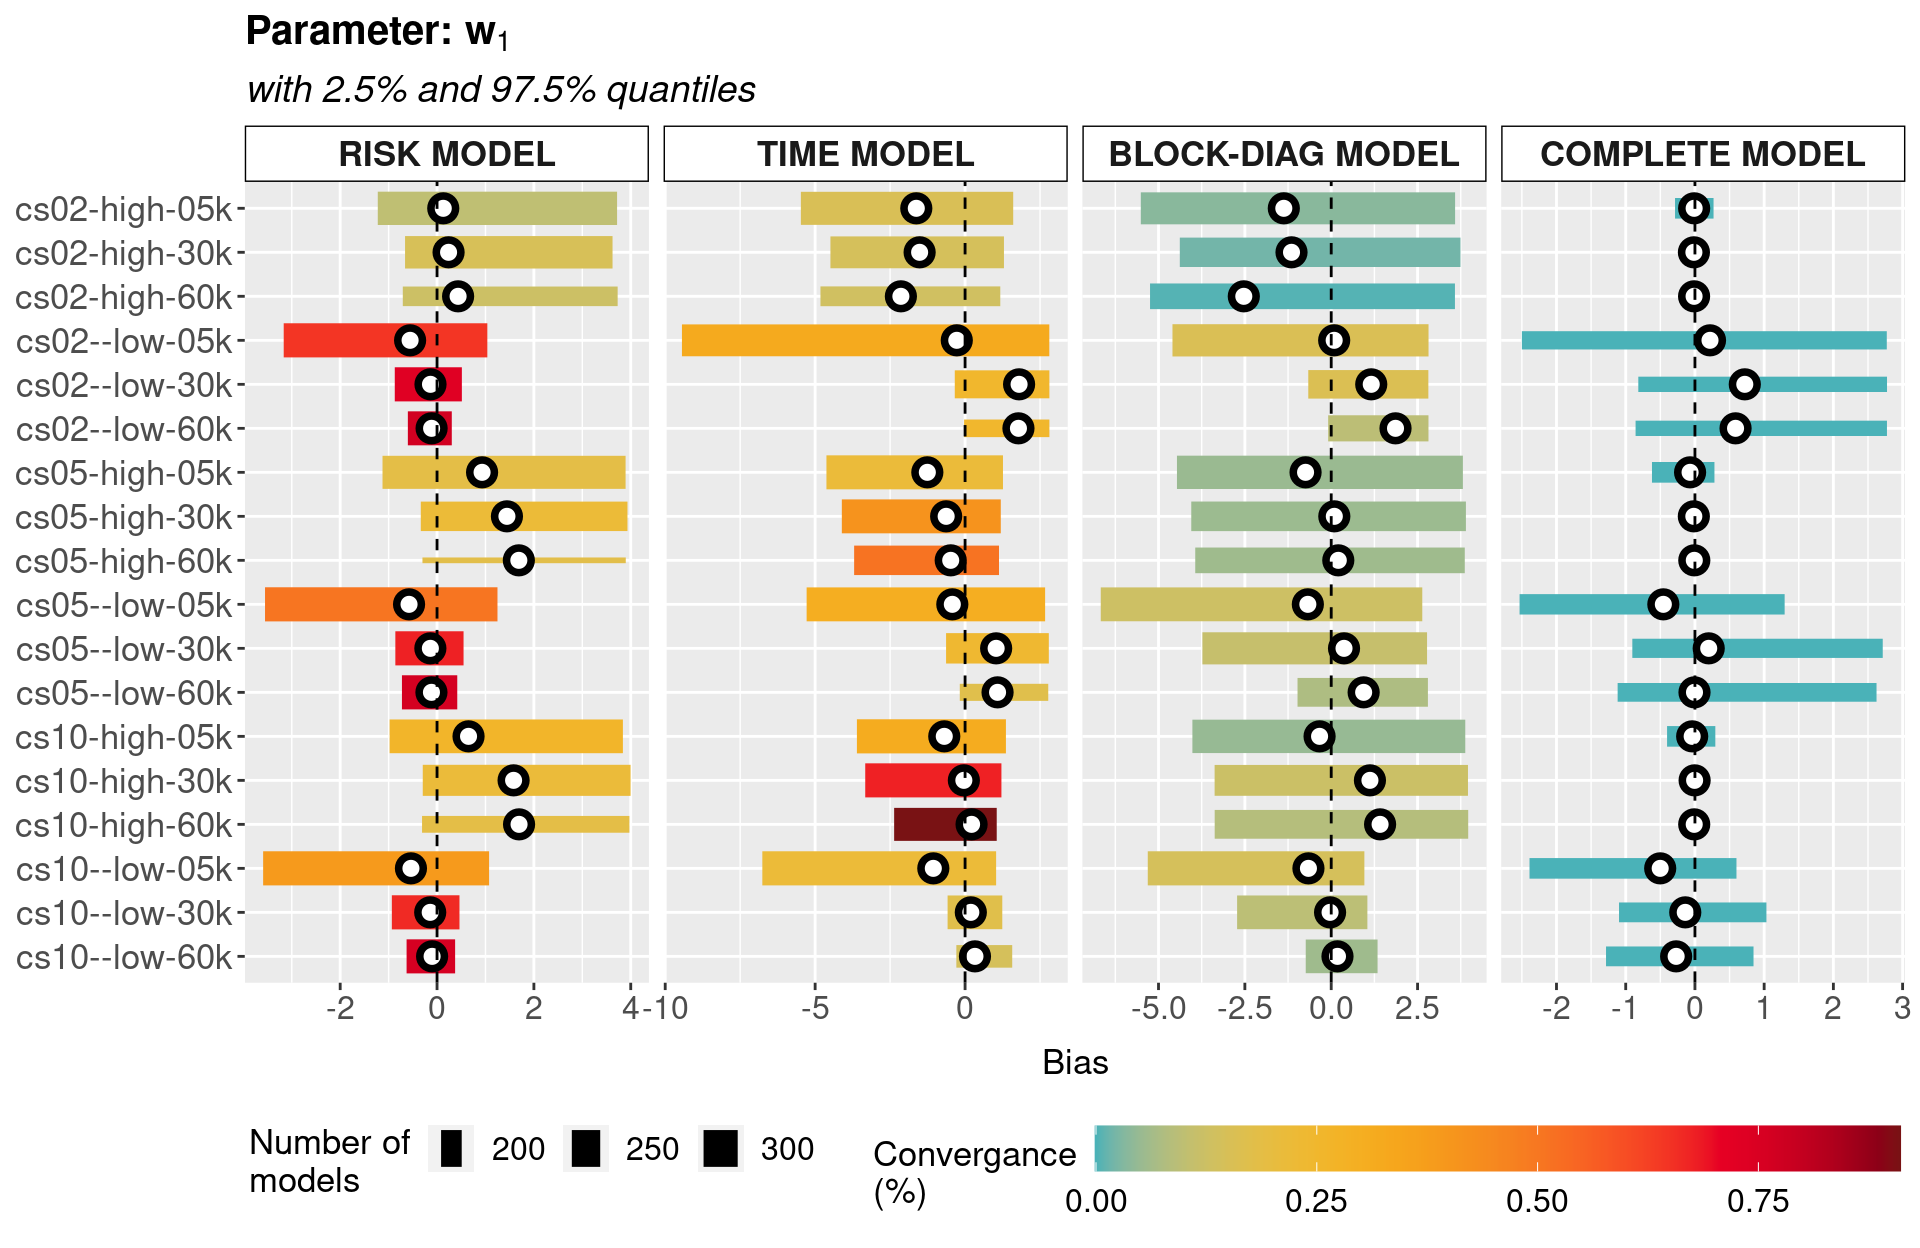 Parameter: w₁
with 2.5% and 97.5% quantiles
RISK MODEL TIME MODEL BLOCK-DIAG MODEL COMPLETE MODEL
cs02-high-05k
cs02-high-30k
cs02-high-60k
cs02--low-05k
cs02--low-30k
cs02--low-60k
cs05-high-05k
cs05-high-30k
cs05-high-60k
cs05--low-05k
cs05--low-30k
cs05--low-60k
cs10-high-05k
cs10-high-30k
cs10-high-60k
cs10--low-05k
cs10--low-30k
cs10--low-60k
-2 0 2 4 -10 -5 0 -5.0 -2.5 0.0 2.5 -2 -1 0 1 2 3
Bias
Number of
models
200 250 300
Convergance
(%)
0.00 0.25 0.50 0.75